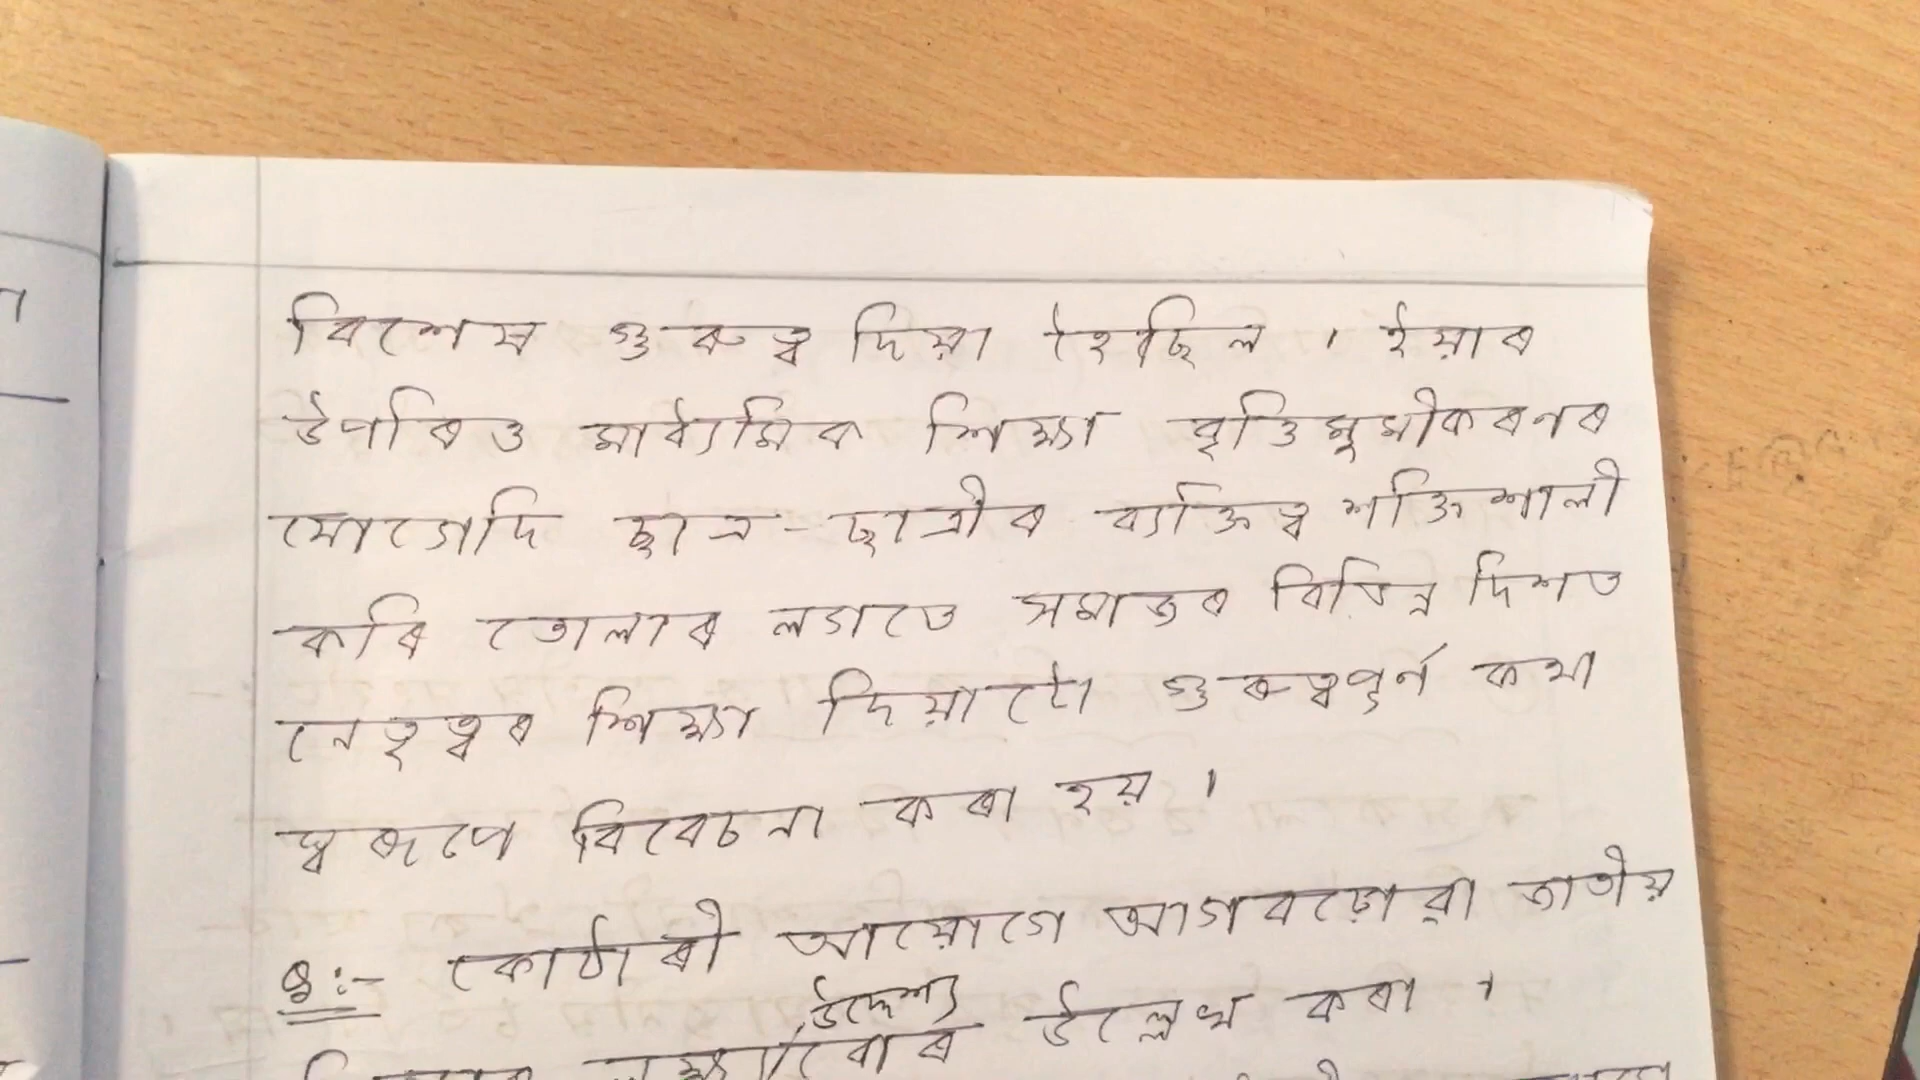 বিশেষ গুৰুত্ব দিয়া হৈছিল । ইয়াৰ
উপৰিও মাধ্যমিক শিক্ষা বৃত্তিমুখীকৰণৰ
যোগেদি ছাত্ৰ-ছাত্ৰীৰ ব্যক্তিত্ব শক্তিশালী
কৰি তোলাৰ লগতে সমাজৰ বিভিন্ন দিশত
নেতৃত্বৰ শিক্ষা দিয়াটো গুৰুত্বপূৰ্ণ কথা
স্বৰূপে বিবেচনা কৰা হয় ।
Q:- কোঠাৰী আয়োগে আগবঢ়োৱা জাতীয়
উদ্দেশ্য
লক্ষ্য/বোৰ উল্লেখ কৰা ।